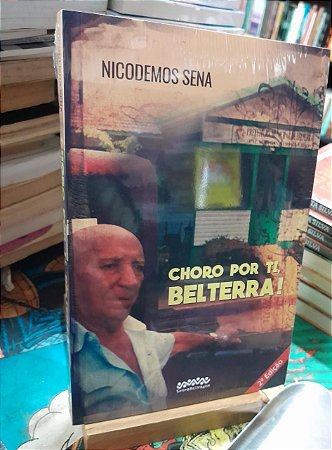 NICODEMOS SENA
CHORO POR TI,
BELTERRA!
2ª Edição